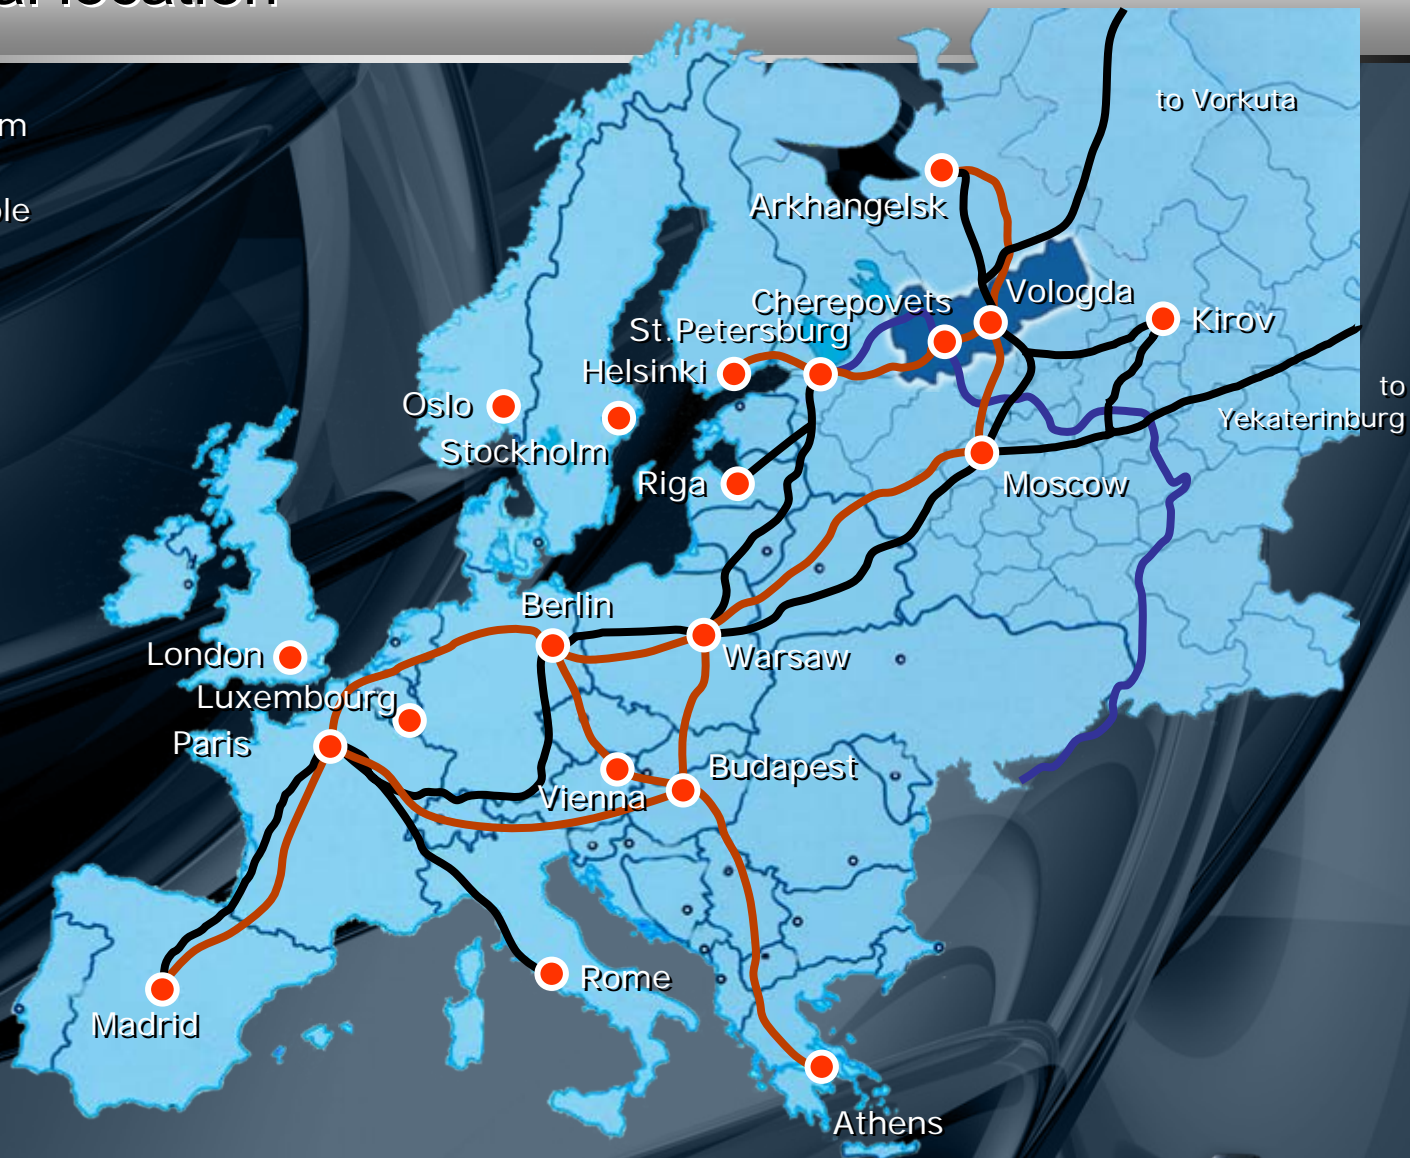 location
to Vorkuta
Arkhangelsk
Cherepovets
Vologda
St.Petersburg
Kirov
Helsinki
to
Yekaterinburg
Oslo
Stockholm
Riga
Moscow
Berlin
London
Warsaw
Luxembourg
Paris
Budapest
Vienna
Rome
Madrid
Athens